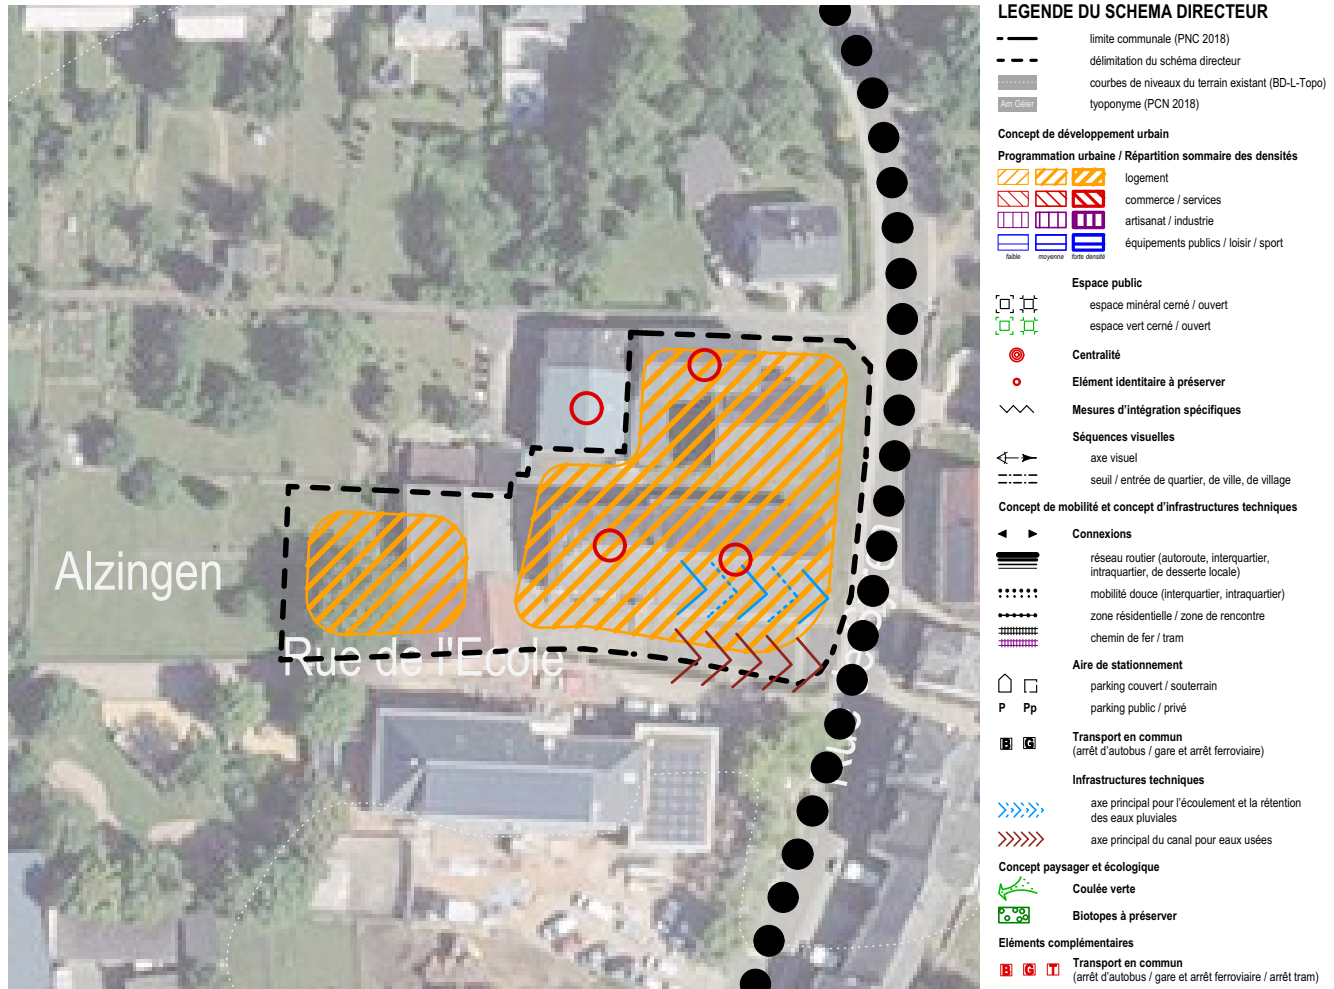 Alzingen
Rue de l'Ecole
LEGENDE DU SCHEMA DIRECTEUR
limite communale (PNC 2018)
délimitation du schéma directeur
courbes de niveaux du terrain existant (BD-L-Topo)
Am Géier
tyoponyme (PCN 2018)
Concept de développement urbain
Programmation urbaine / Répartition sommaire des densités
logement
commerce / services
artisanat / industrie
équipements publics / loisir / sport
faible moyenne forte densité
Espace public
espace minéral cerné / ouvert
espace vert cerné / ouvert
Centralité
Elément identitaire à préserver
Mesures d'intégration spécifiques
Séquences visuelles
axe visuel
seuil / entrée de quartier, de ville, de village
Concept de mobilité et concept d'infrastructures techniques
Connexions
réseau routier (autoroute, interquartier,
intraquartier, de desserte locale)
mobilité douce (interquartier, intraquartier)
zone résidentielle / zone de rencontre
chemin de fer / tram
Aire de stationnement
parking couvert / souterrain
P Pp parking public / privé
Transport en commun
B G (arrêt d'autobus / gare et arrêt ferroviaire)
Infrastructures techniques
axe principal pour l'écoulement et la rétention
des eaux pluviales
axe principal du canal pour eaux usées
Concept paysager et écologique
Coulée verte
Biotopes à préserver
Eléments complémentaires
Transport en commun
B G T (arrêt d'autobus / gare et arrêt ferroviaire / arrêt tram)